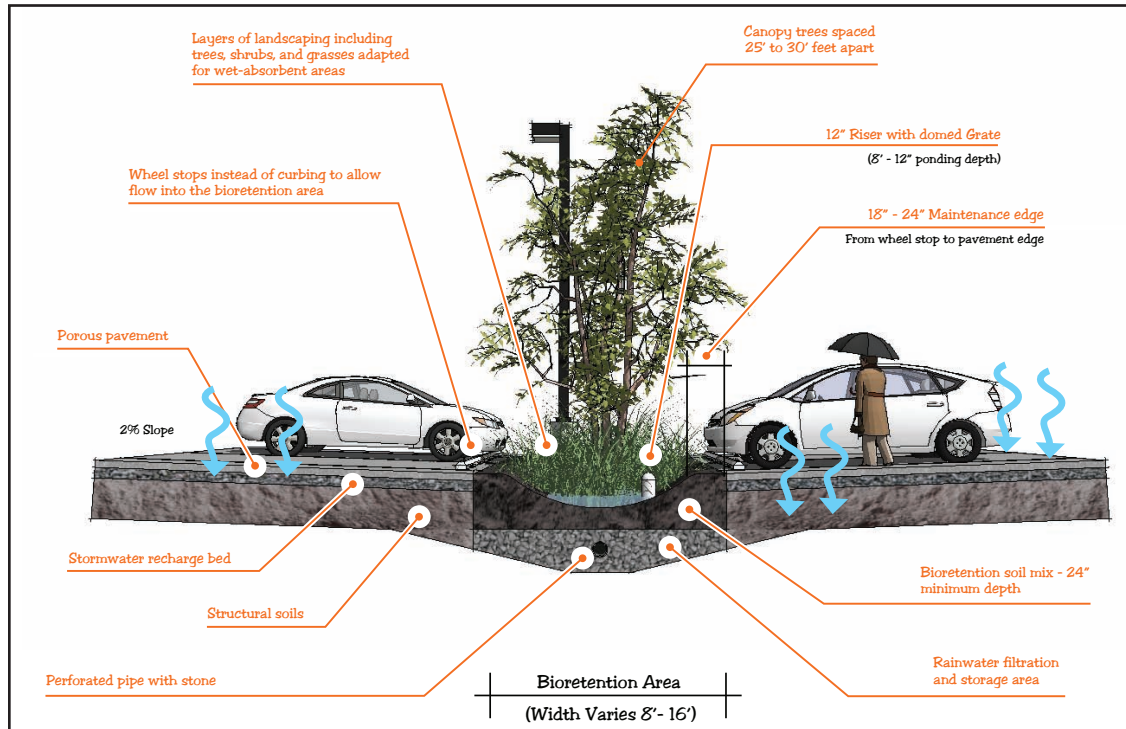 Layers of landscaping including
trees, shrubs, and grasses adapted
for wet-absorbent areas
Canopy trees spaced
25' to 30' feet apart
12" Riser with domed Grate
(8' - 12" ponding depth)
Wheel stops instead of curbing to allow
flow into the bioretention area
18" - 24" Maintenance edge
From wheel stop to pavement edge
Porous pavement
2% Slope
Stormwater recharge bed
Structural soils
Bioretention soil mix - 24"
minimum depth
Perforated pipe with stone
Rainwater filtration
and storage area
Bioretention Area
(Width Varies 8'- 16')